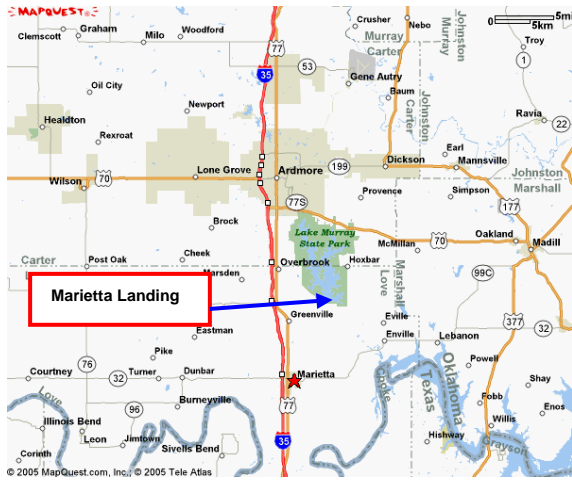 MAPQUEST
0 5mi
5km
Clemscott
Graham
Milo
Woodford
77
35
53
Crusher
Nebo
Murray
Carter
Johnston
Murray
Troy
1
Gene Autry
Baum
Johnston
Carter
Oil City
Newport
Healdton
Rexroat
Ravia
22
Earl
Lone Grove
Ardmore
199
Dickson
Mannsville
Wilson
70
Johnston
Marshall
77S
Provence
Simpson
177
Brock
Lake Murray
State Park
McMillan
70
Oakland
Madill
Carter
Post Oak
Cheek
Overbrook
Hoxbar
Marsden
Marshall
Love
99C
Marietta Landing
Greenville
Eastman
Eville
377
32
Enville
Lebanon
Pike
76
Powell
Courtney
32
Turner
Dunbar
Marietta
Oklahoma
Texas
Shay
Love
96
Burneyville
77
Cooke
Fobb
Enos
Willis
Illinois Bend
Leon
Jimtown
Sivells Bend
35
Highway
Grayson
Corinth
© 2005 MapQuest.com, Inc.; © 2005 Tele Atlas